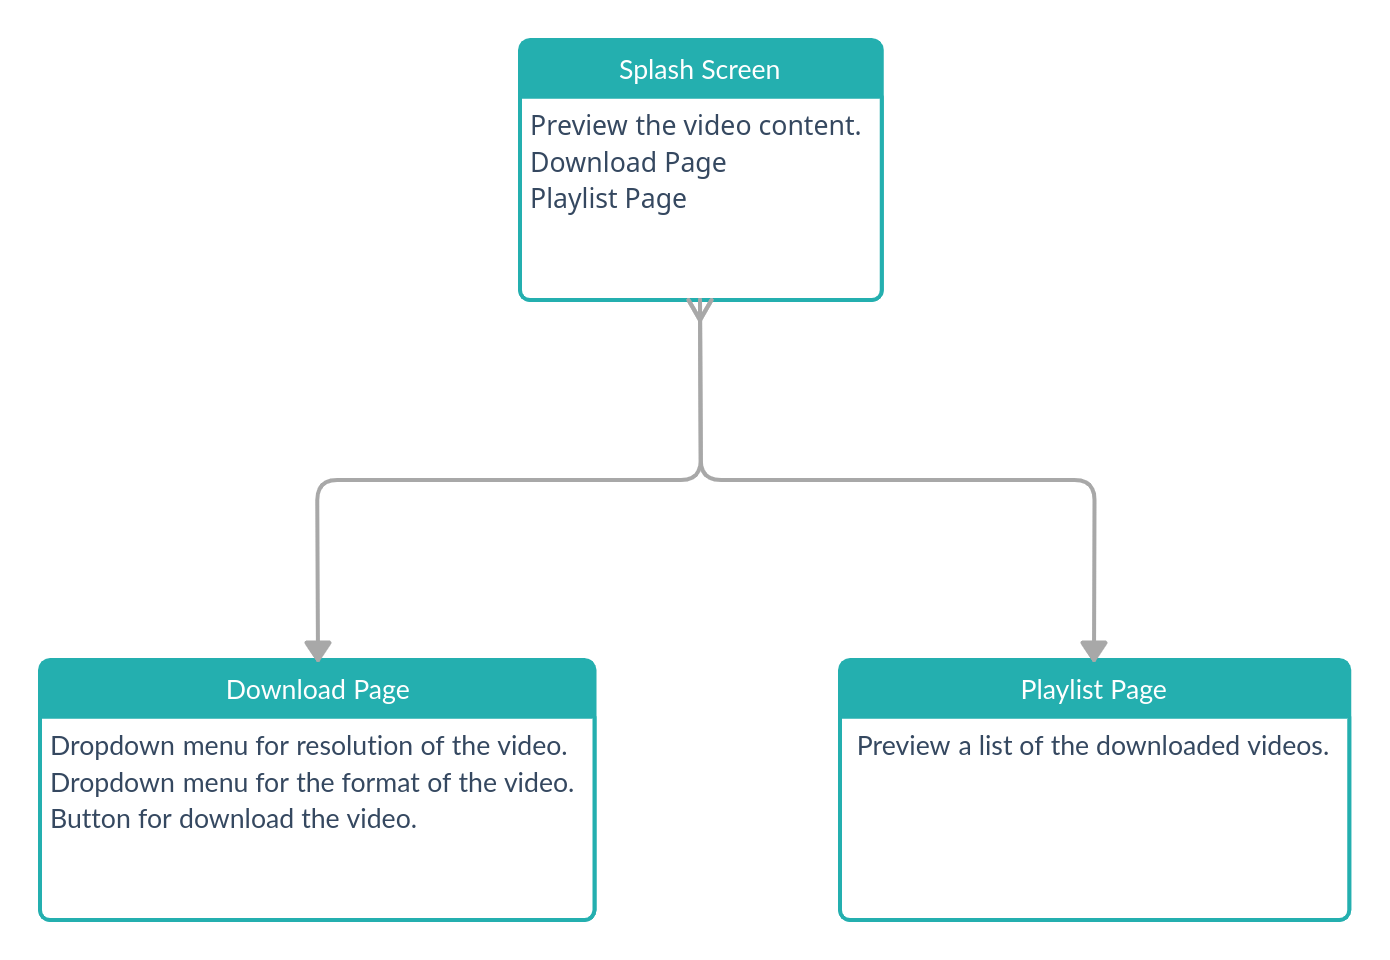 Splash Screen
Preview the video content.
Download Page
Playlist Page
Download Page
Dropdown menu for resolution of the video.
Dropdown menu for the format of the video.
Button for download the video.
Playlist Page
Preview a list of the downloaded videos.